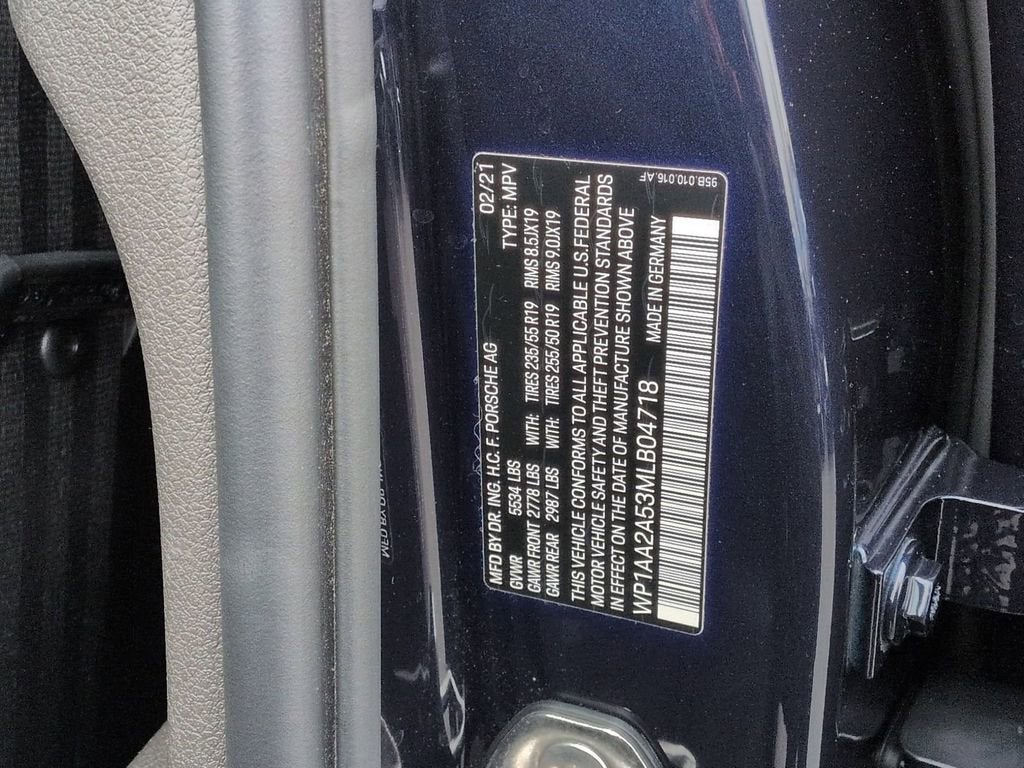 MFD BY DR. ING. H.C. F. PORSCHE AG 02/21
GVWR 5534 LBS TYPE: MPV
GAWR FRONT 2778 LBS WITH: TIRES 235/55 R19 RIMS 8.5JX19
GAWR REAR 2987 LBS WITH: TIRES 255/50 R19 RIMS 9.0JX19
THIS VEHICLE CONFORMS TO ALL APPLICABLE U.S. FEDERAL
MOTOR VEHICLE SAFETY AND THEFT PREVENTION STANDARDS
IN EFFECT ON THE DATE OF MANUFACTURE SHOWN ABOVE
WP1AA2A53MLB04718 MADE IN GERMANY
95B.010.016.AF